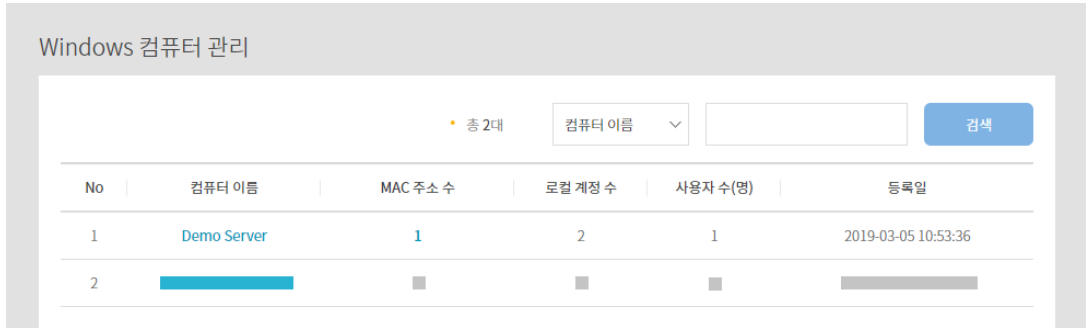 Windows 컴퓨터 관리
• 총 2대 컴퓨터 이름 검색
No 컴퓨터 이름 MAC 주소 수 로컬 계정 수 사용자 수(명) 등록일
1 Demo Server 1 2 1 2019-03-05 10:53:36
2